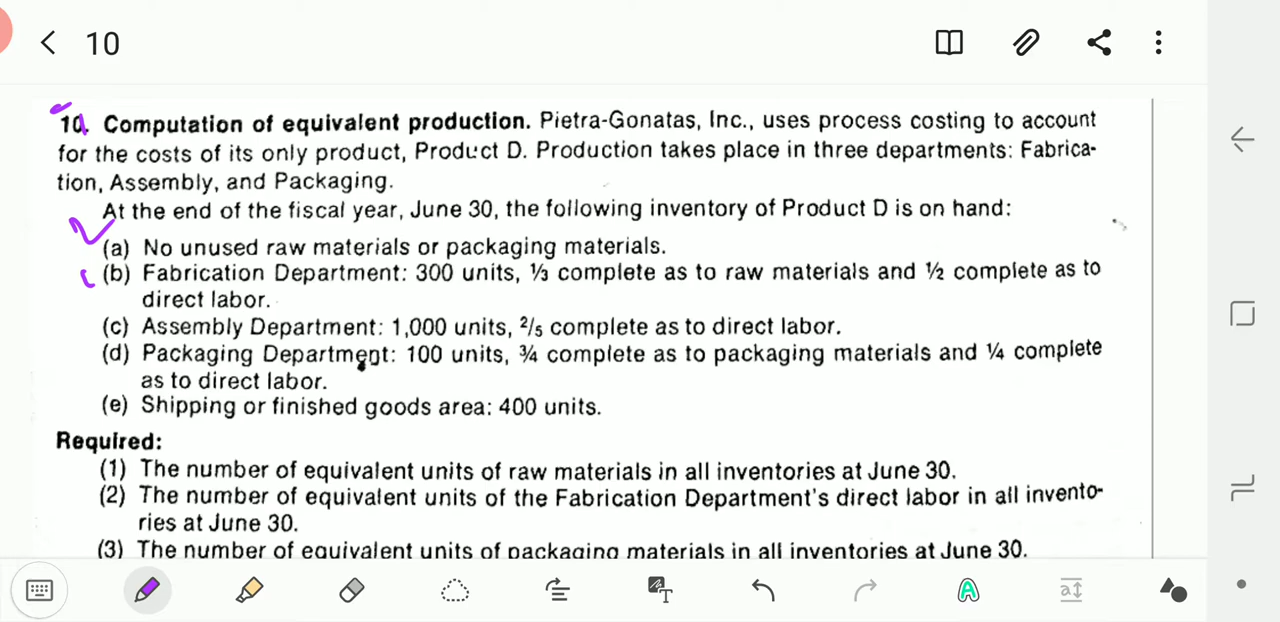 10
10. Computation of equivalent production. Pietra-Gonatas, Inc., uses process costing to account
for the costs of its only product, Product D. Production takes place in three departments: Fabrica-
tion, Assembly, and Packaging.
At the end of the fiscal year, June 30, the following inventory of Product D is on hand:
(a) No unused raw materials or packaging materials.
(b) Fabrication Department: 300 units, ⅓ complete as to raw materials and ½ complete as to
direct labor.
(c) Assembly Department: 1,000 units, ²/₅ complete as to direct labor.
(d) Packaging Department: 100 units, ¾ complete as to packaging materials and ¼ complete
as to direct labor.
(e) Shipping or finished goods area: 400 units.
Required:
(1) The number of equivalent units of raw materials in all inventories at June 30.
(2) The number of equivalent units of the Fabrication Department's direct labor in all invento-
ries at June 30.
(3) The number of equivalent units of packaging materials in all inventories at June 30.